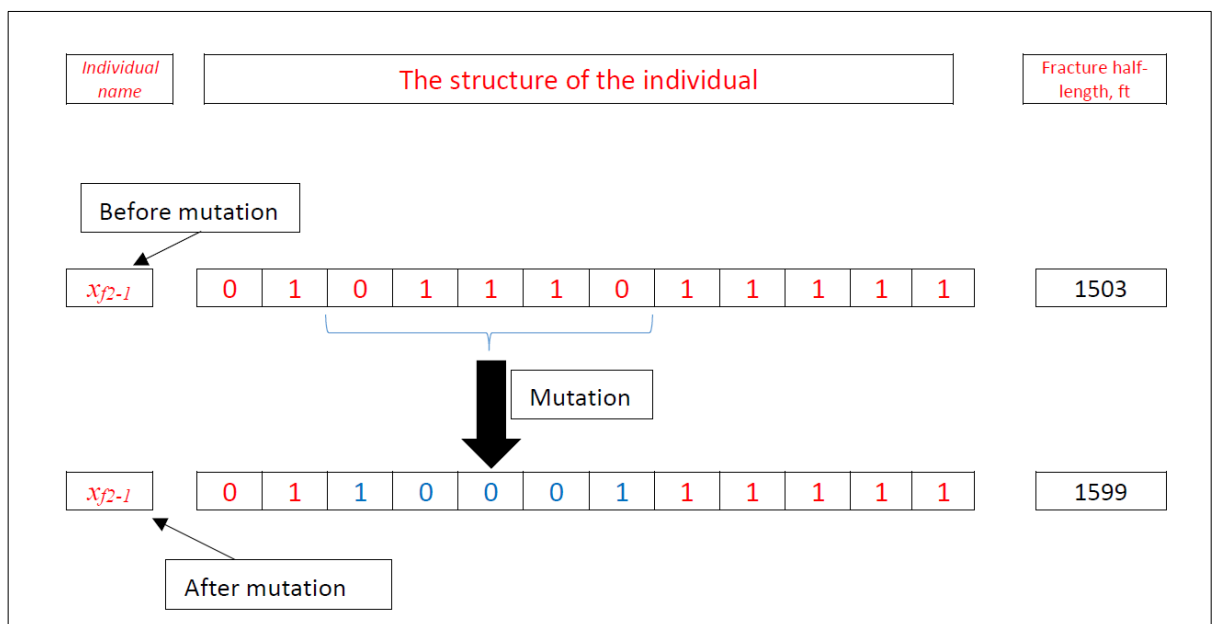 Individual name
The structure of the individual
Fracture half-length, ft
Before mutation
xf2-1 0 1 0 1 1 1 0 1 1 1 1 1 1503
Mutation
xf2-1 0 1 1 0 0 0 1 1 1 1 1 1 1599
After mutation